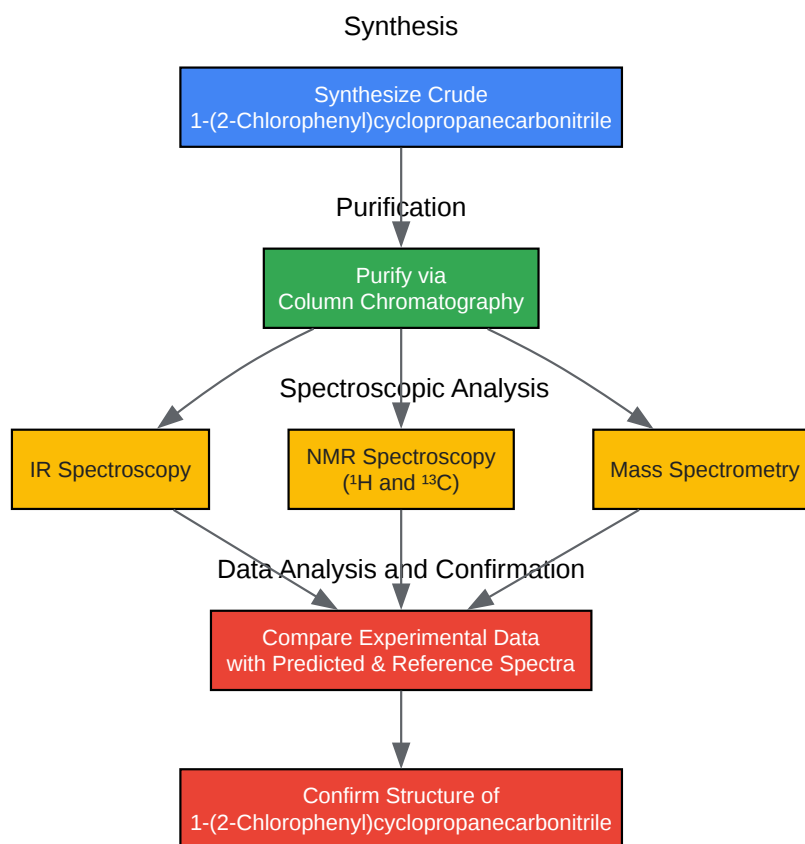 Synthesis
Synthesize Crude
1-(2-Chlorophenyl)cyclopropanecarbonitrile
Purification
Purify via
Column Chromatography
Spectroscopic Analysis
IR Spectroscopy
NMR Spectroscopy
(¹H and ¹³C)
Mass Spectrometry
Data Analysis and Confirmation
Compare Experimental Data
with Predicted & Reference Spectra
Confirm Structure of
1-(2-Chlorophenyl)cyclopropanecarbonitrile